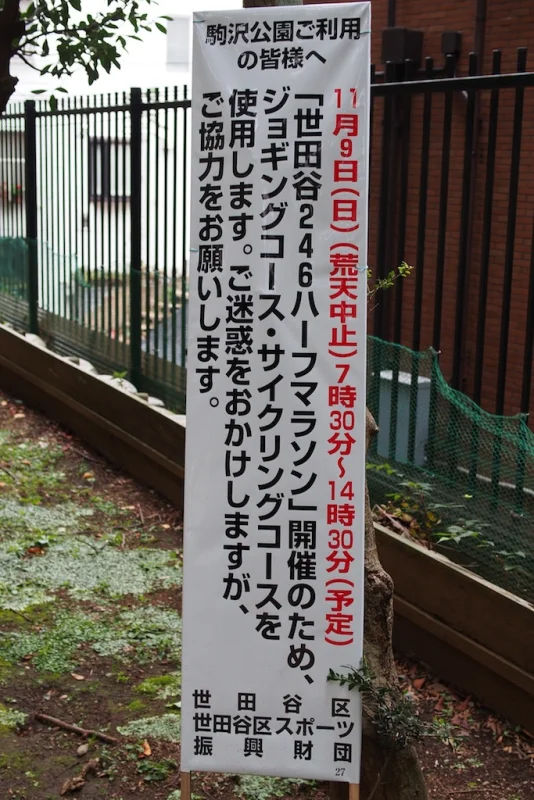 駒沢公園ご利用
の皆様へ
11月9日(日)(荒天中止)7時30分～14時30分(予定)
「世田谷246ハーフマラソン」開催のため、
ジョギングコース・サイクリングコースを
使用します。ご迷惑をおかけしますが、
ご協力をお願いします。
世田谷区
世田谷区スポーツ
振興財団
27